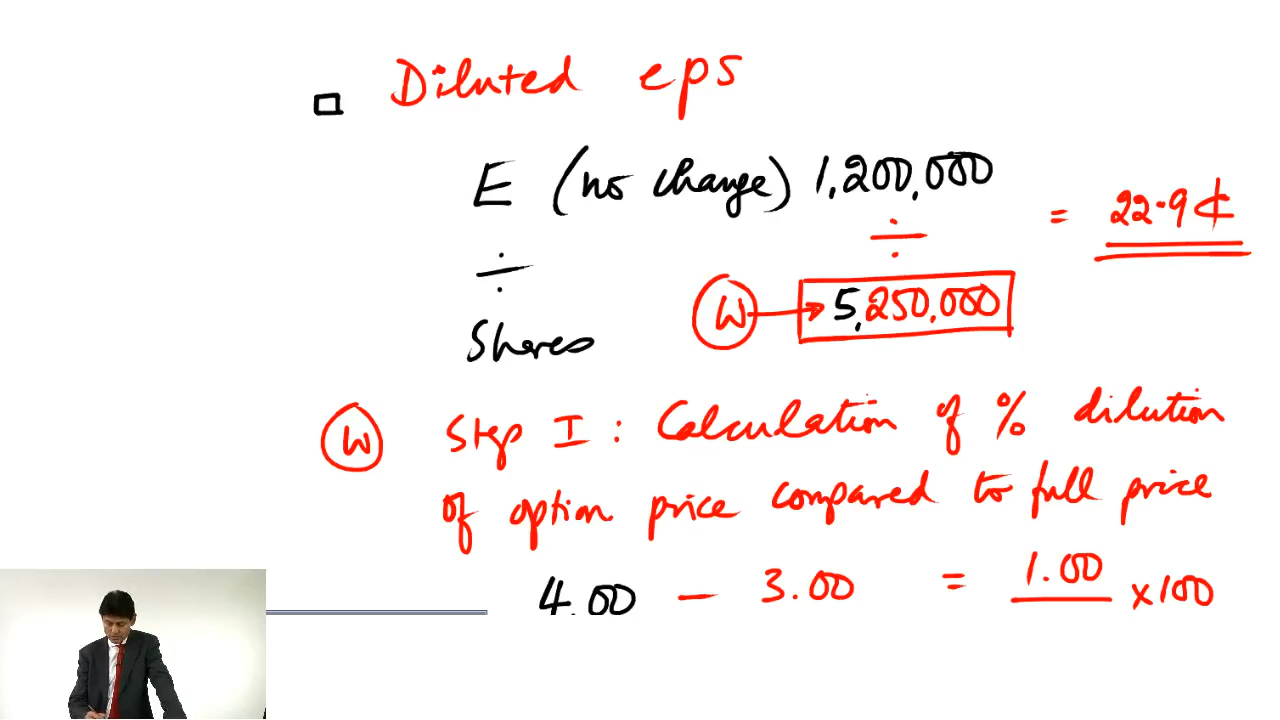 Diluted eps
E (no change) 1,200,000
÷
÷
= 22.9¢
Shares
W → 5,250,000
W Step I : Calculation of % dilution
of option price compared to full price
4.00 – 3.00 = 1.00 x100